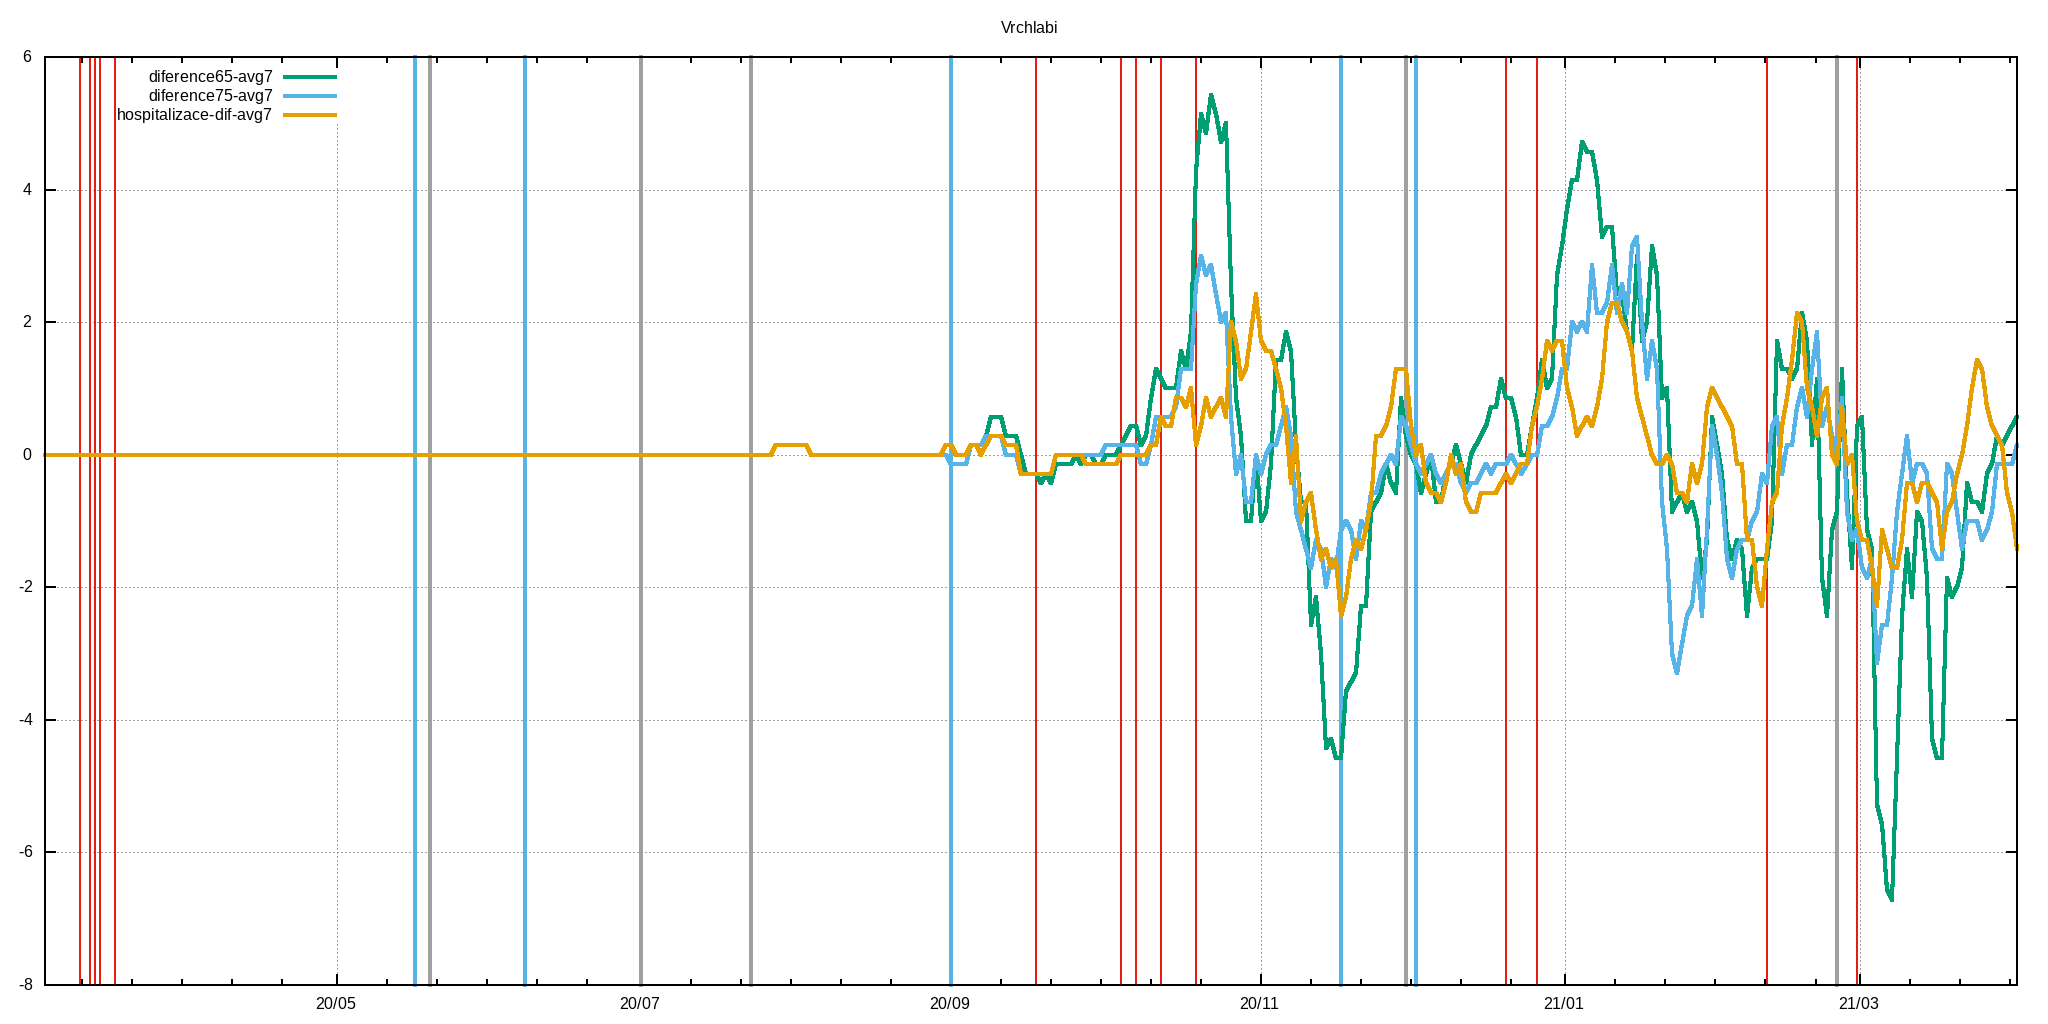 Vrchlabi
6
diference65-avg7
diference75-avg7
hospitalizace-dif-avg7
4
2
0
-2
-4
-6
-8
20/05 20/07 20/09 20/11 21/01 21/03